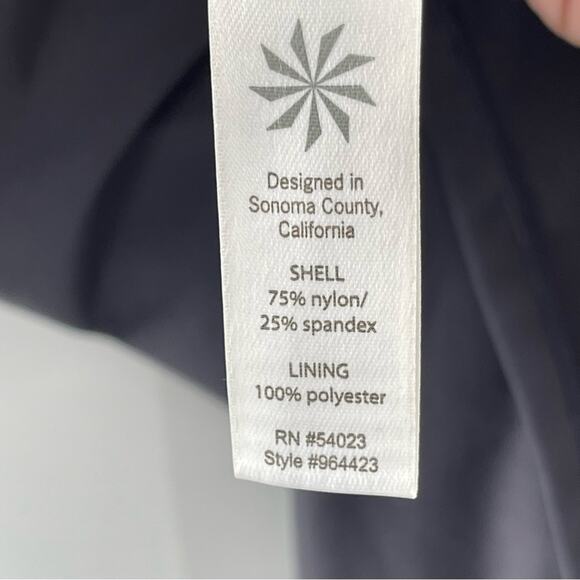 Designed in
Sonoma County,
California
SHELL
75% nylon/
25% spandex
LINING
100% polyester
RN #54023
Style #964423